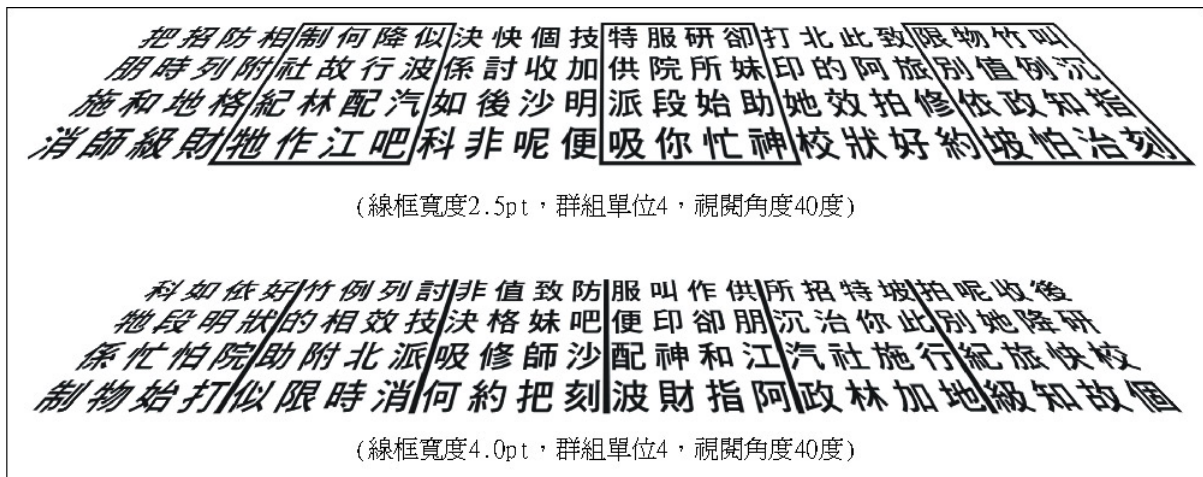 把招防相制何降似決快個技特服研卻打北此致限物竹叫
朋時列附社故行波係討收加供院所妹印的阿旅別值例沉
施和地格紀林配汽如後沙明派段始助她效拍修依政知指
消師級財牠作江吧科非呢便吸你忙神校狀好約坡怕治刻
(線框寬度2.5pt，群組單位4，視閱角度40度)
科如依好竹例列討非值致防服叫作供所招特坡拍呢收後
牠段明狀的相效技決格妹吧便印卻朋沉治你此別她降研
係忙怕院助附北派吸修師沙配神和江汽社施行紀旅快校
制物始打似限時消何約把刻波財指阿政林加地級知故個
(線框寬度4.0pt，群組單位4，視閱角度40度)